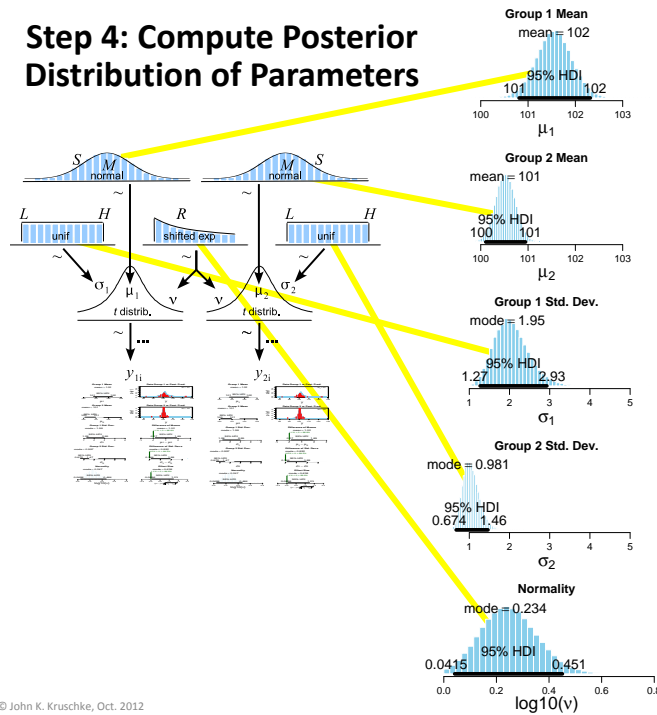 Step 4: Compute Posterior
Distribution of Parameters
S M normal
~
M S normal
~
L H
unif
~
R
shifted exp
~
L H
unif
~
σ1 μ1 ν
t distrib.
~ ...
y1i
ν μ2 σ2
t distrib.
~ ...
y2i
Group 1 Mean
mean = 102
95% HDI
101 102
100 101 102 103
μ1
Group 2 Mean
mean = 101
95% HDI
100 101
100 101 102 103
μ2
Group 1 Std. Dev.
mode = 1.95
95% HDI
1.27 2.93
1 2 3 4 5
σ1
Group 2 Std. Dev.
mode = 0.981
95% HDI
0.674 1.46
1 2 3 4 5
σ2
Normality
mode = 0.234
95% HDI
0.0415 0.451
0.0 0.2 0.4 0.6 0.8
log10(ν)
© John K. Kruschke, Oct. 2012